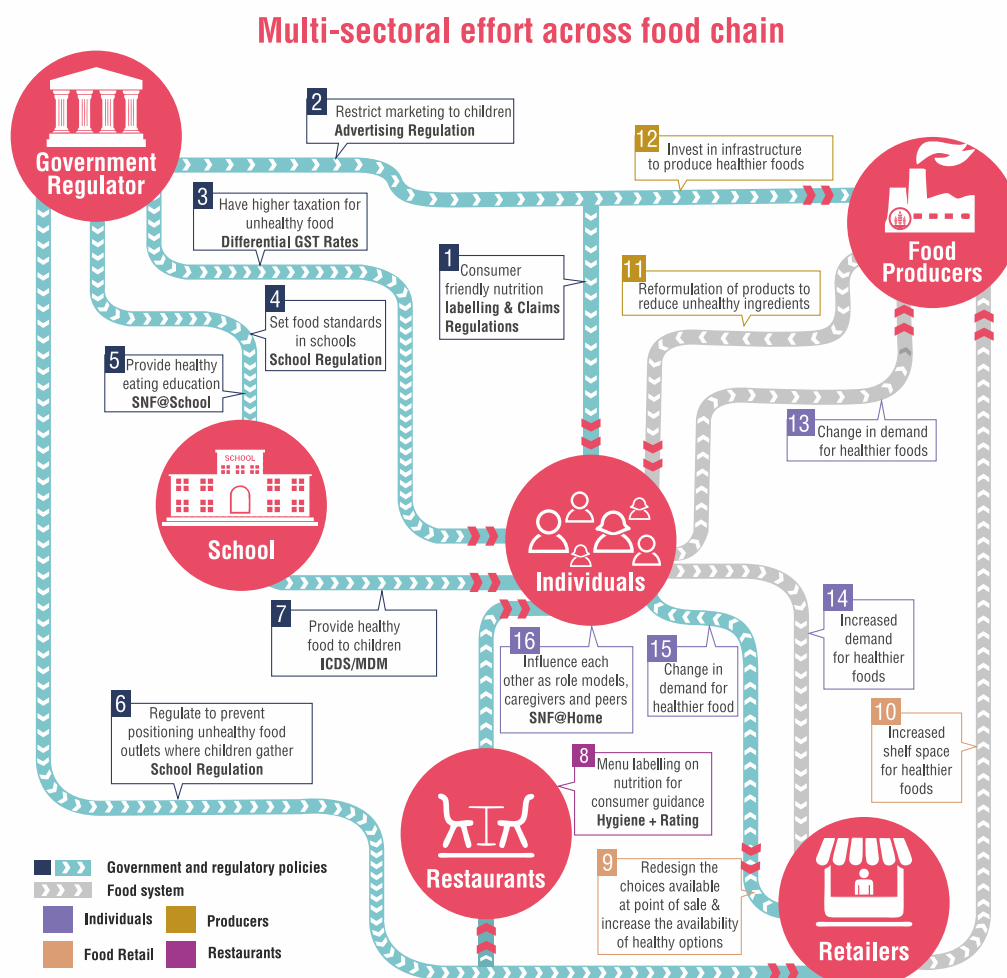 Multi-sectoral effort across food chain
Government
Regulator
2
Restrict marketing to children
Advertising Regulation
12
Invest in infrastructure
to produce healthier foods
Food
Producers
3
Have higher taxation for
unhealthy food
Differential GST Rates
1
Consumer
friendly nutrition
labelling & Claims
Regulations
11
Reformulation of products to
reduce unhealthy ingredients
4
Set food standards
in schools
School Regulation
5
Provide healthy
eating education
SNF@School
13
Change in demand
for healthier foods
SCHOOL
School
Individuals
7
Provide healthy
food to children
ICDS/MDM
16
Influence each
other as role models,
caregivers and peers
SNF@Home
15
Change in
demand for
healthier food
14
Increased
demand
for healthier
foods
6
Regulate to prevent
positioning unhealthy food
outlets where children gather
School Regulation
10
Increased
shelf space
for healthier
foods
8
Menu labelling on
nutrition for
consumer guidance
Hygiene + Rating
Restaurants
9
Redesign the
choices available
at point of sale &
increase the availability
of healthy options
Retailers
Government and regulatory policies
Food system
Individuals
Producers
Food Retail
Restaurants